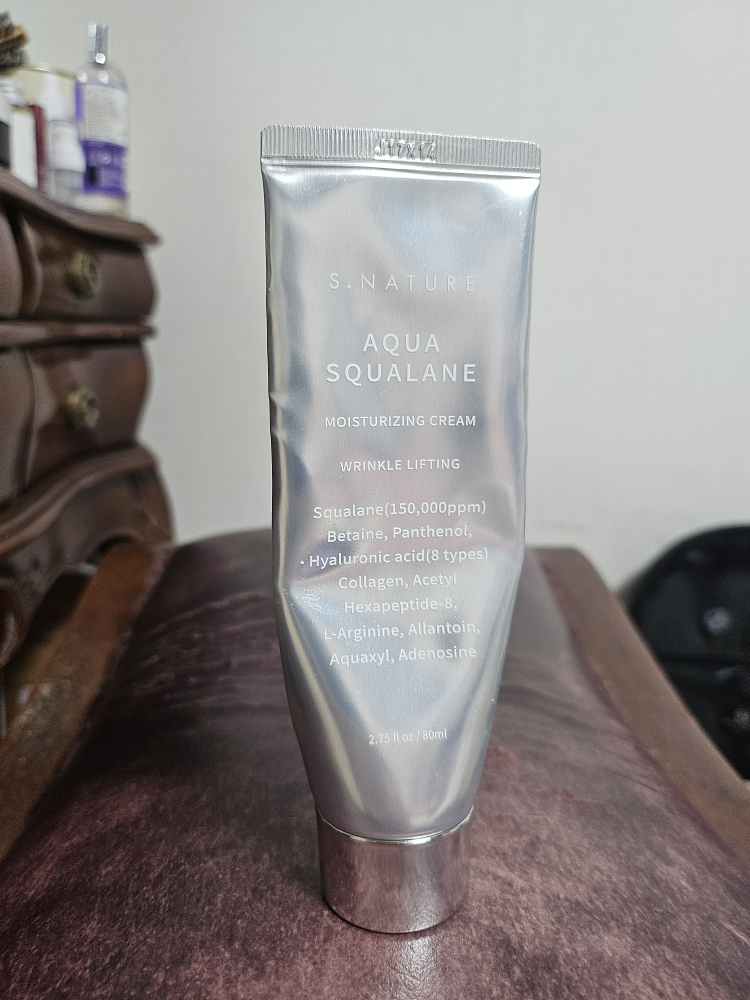 S.NATURE
AQUA
SQUALANE
MOISTURIZING CREAM
WRINKLE LIFTING
Squalane(150,000ppm)
Betaine, Panthenol,
· Hyaluronic acid(8 types)
Collagen, Acetyl
Hexapeptide-8,
L-Arginine, Allantoin,
Aquaxyl, Adenosine
2.75 fl oz / 80ml